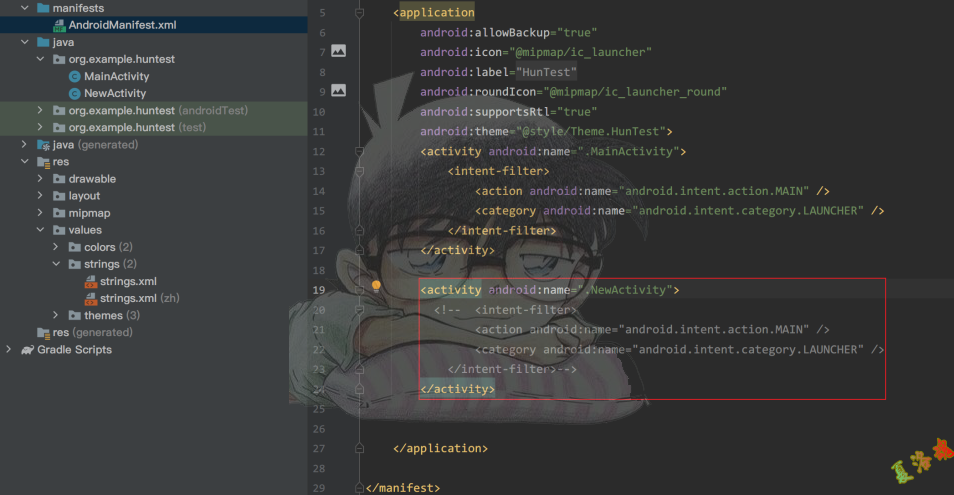 manifests
AndroidManifest.xml
java
org.example.huntest
MainActivity
NewActivity
org.example.huntest (androidTest)
org.example.huntest (test)
java (generated)
res
drawable
layout
mipmap
values
colors (2)
strings (2)
strings.xml
strings.xml (zh)
themes (3)
res (generated)
Gradle Scripts
5 <application
6 android:allowBackup="true"
7 android:icon="@mipmap/ic_launcher"
8 android:label="HunTest"
9 android:roundIcon="@mipmap/ic_launcher_round"
10 android:supportsRtl="true"
11 android:theme="@style/Theme.HunTest">
12 <activity android:name=".MainActivity">
13 <intent-filter>
14 <action android:name="android.intent.action.MAIN" />
15 <category android:name="android.intent.category.LAUNCHER" />
16 </intent-filter>
17 </activity>
18
19 <activity android:name=".NewActivity">
20 <!-- <intent-filter>
21 <action android:name="android.intent.action.MAIN" />
22 <category android:name="android.intent.category.LAUNCHER" />
23 </intent-filter>-->
24 </activity>
25
27 </application>
28
29 </manifest>